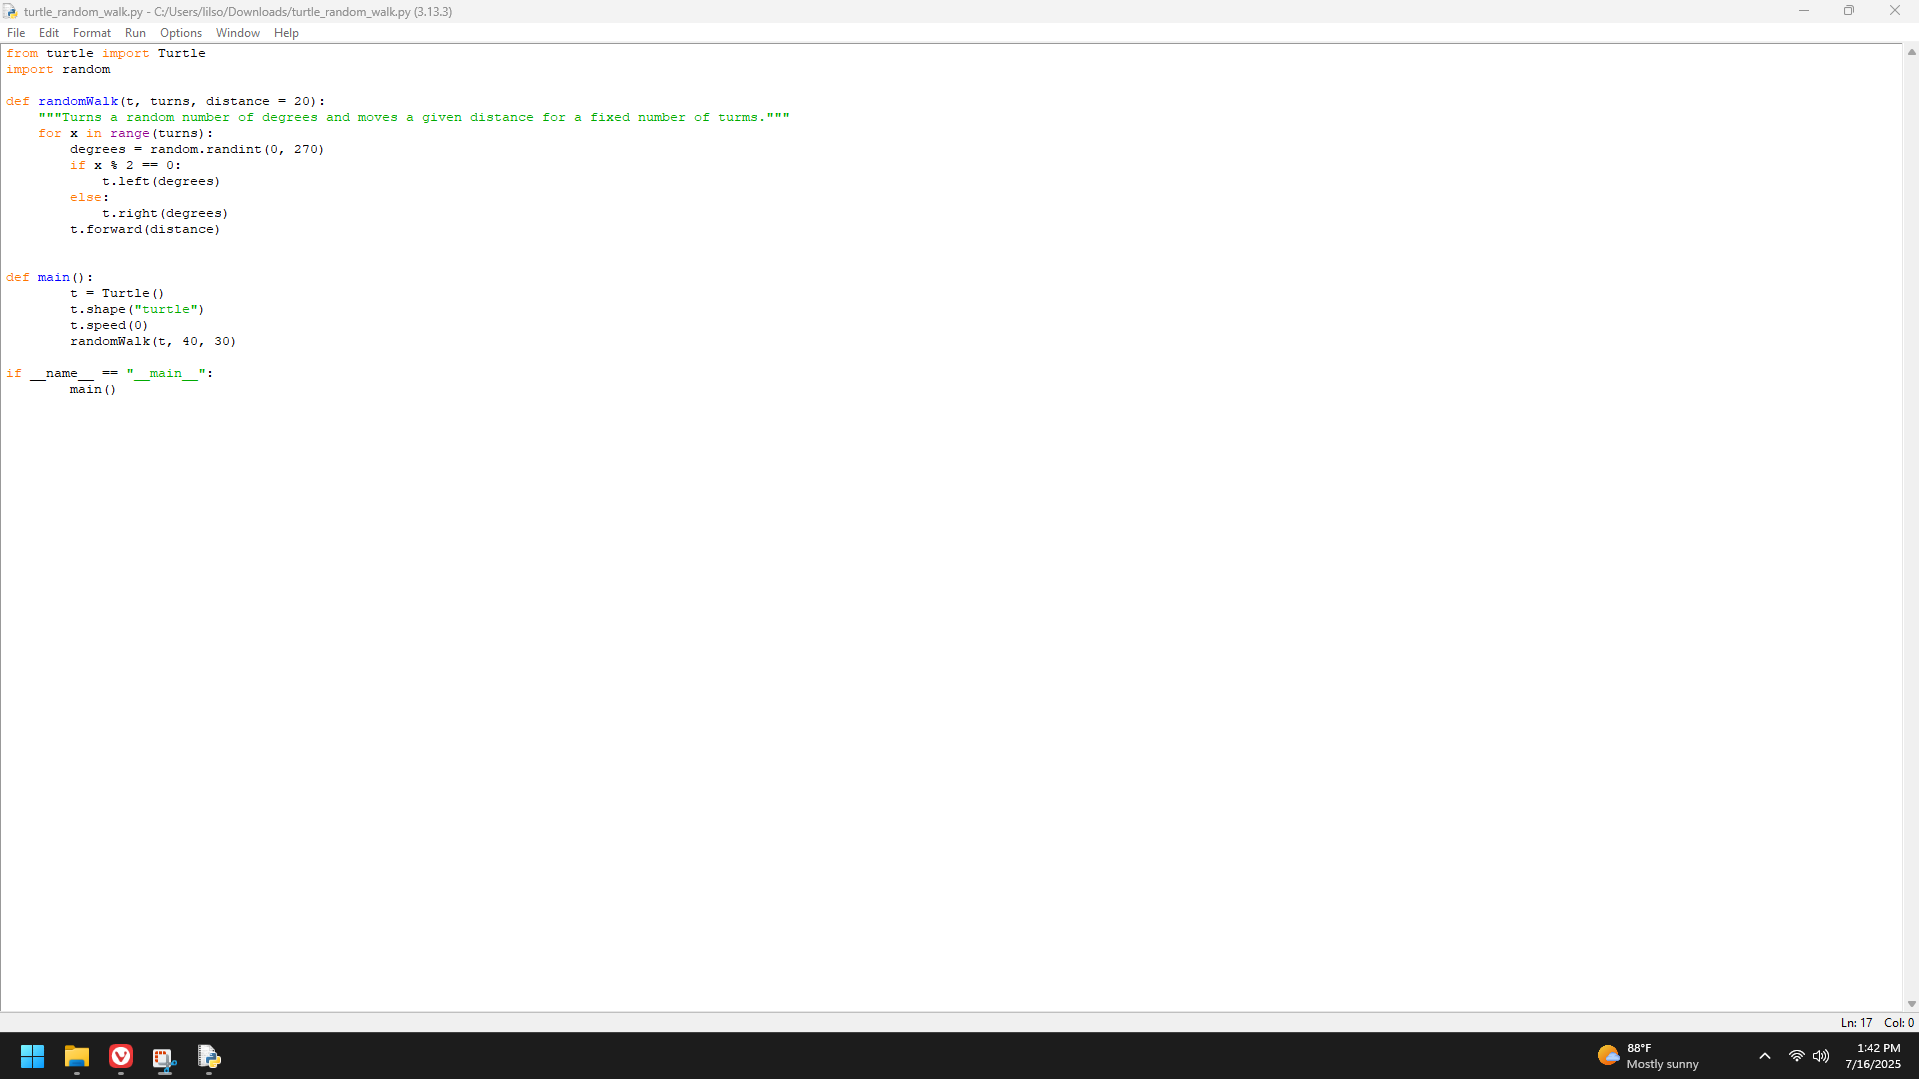 turtle_random_walk.py - C:/Users/lilso/Downloads/turtle_random_walk.py (3.13.3)
File Edit Format Run Options Window Help
from turtle import Turtle
import random

def randomWalk(t, turns, distance = 20):
    """Turns a random number of degrees and moves a given distance for a fixed number of turms."""
    for x in range(turns):
        degrees = random.randint(0, 270)
        if x % 2 == 0:
            t.left(degrees)
        else:
            t.right(degrees)
        t.forward(distance)


def main():
        t = Turtle()
        t.shape("turtle")
        t.speed(0)
        randomWalk(t, 40, 30)

if __name__ == "__main__":
        main()
Ln: 17 Col: 0
88°F
Mostly sunny
1:42 PM
7/16/2025